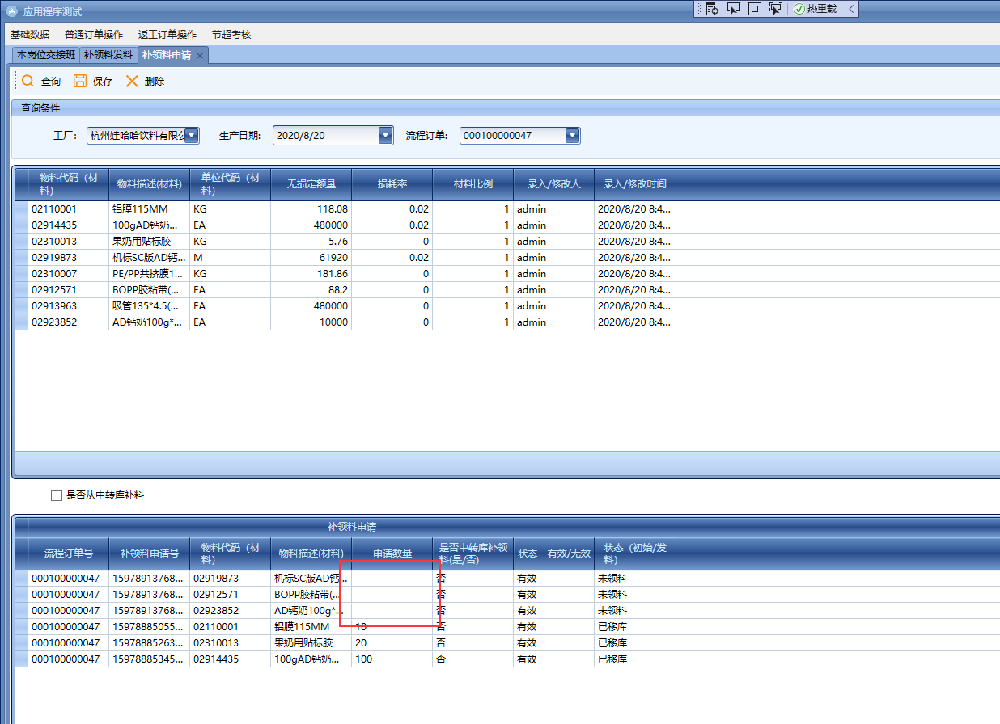 应用程序测试
热重载
基础数据 普通订单操作 返工订单操作 节超考核
本岗位交接班 补领料发料 补领料申请
查询 保存 删除
查询条件
工厂： 杭州娃哈哈饮料有限公 生产日期: 2020/8/20 流程订单: 000100000047
物料代码（材料） 物料描述(材料) 单位代码（材料） 无损定额量 损耗率 材料比例 录入/修改人 录入/修改时间
02110001 铝膜115MM KG 118.08 0.02 1 admin 2020/8/20 8:4...
02914435 100gAD钙奶... EA 480000 0.02 1 admin 2020/8/20 8:4...
02310013 果奶用贴标胶 KG 5.76 0 1 admin 2020/8/20 8:4...
02919873 机标SC版AD钙... M 61920 0.02 1 admin 2020/8/20 8:4...
02310007 PE/PP共挤膜1... KG 181.86 0 1 admin 2020/8/20 8:4...
02912571 BOPP胶粘带(... EA 88.2 0 1 admin 2020/8/20 8:4...
02913963 吸管135*4.5(... EA 480000 0 1 admin 2020/8/20 8:4...
02923852 AD钙奶100g*... EA 10000 0 1 admin 2020/8/20 8:4...
是否从中转库补料
补领料申请
流程订单号 补领料申请号 物料代码（材料） 物料描述(材料) 申请数量 是否中转库补领料(是/否) 状态 - 有效/无效 状态（初始/发料）
000100000047 15978913768... 02919873 机标SC版AD钙... 否 有效 未领料
000100000047 15978913768... 02912571 BOPP胶粘带(... 否 有效 未领料
000100000047 15978913768... 02923852 AD钙奶100g*... 否 有效 未领料
000100000047 15978885055... 02110001 铝膜115MM 10 否 有效 已移库
000100000047 15978885263... 02310013 果奶用贴标胶 20 否 有效 已移库
000100000047 15978885345... 02914435 100gAD钙奶... 100 否 有效 已移库